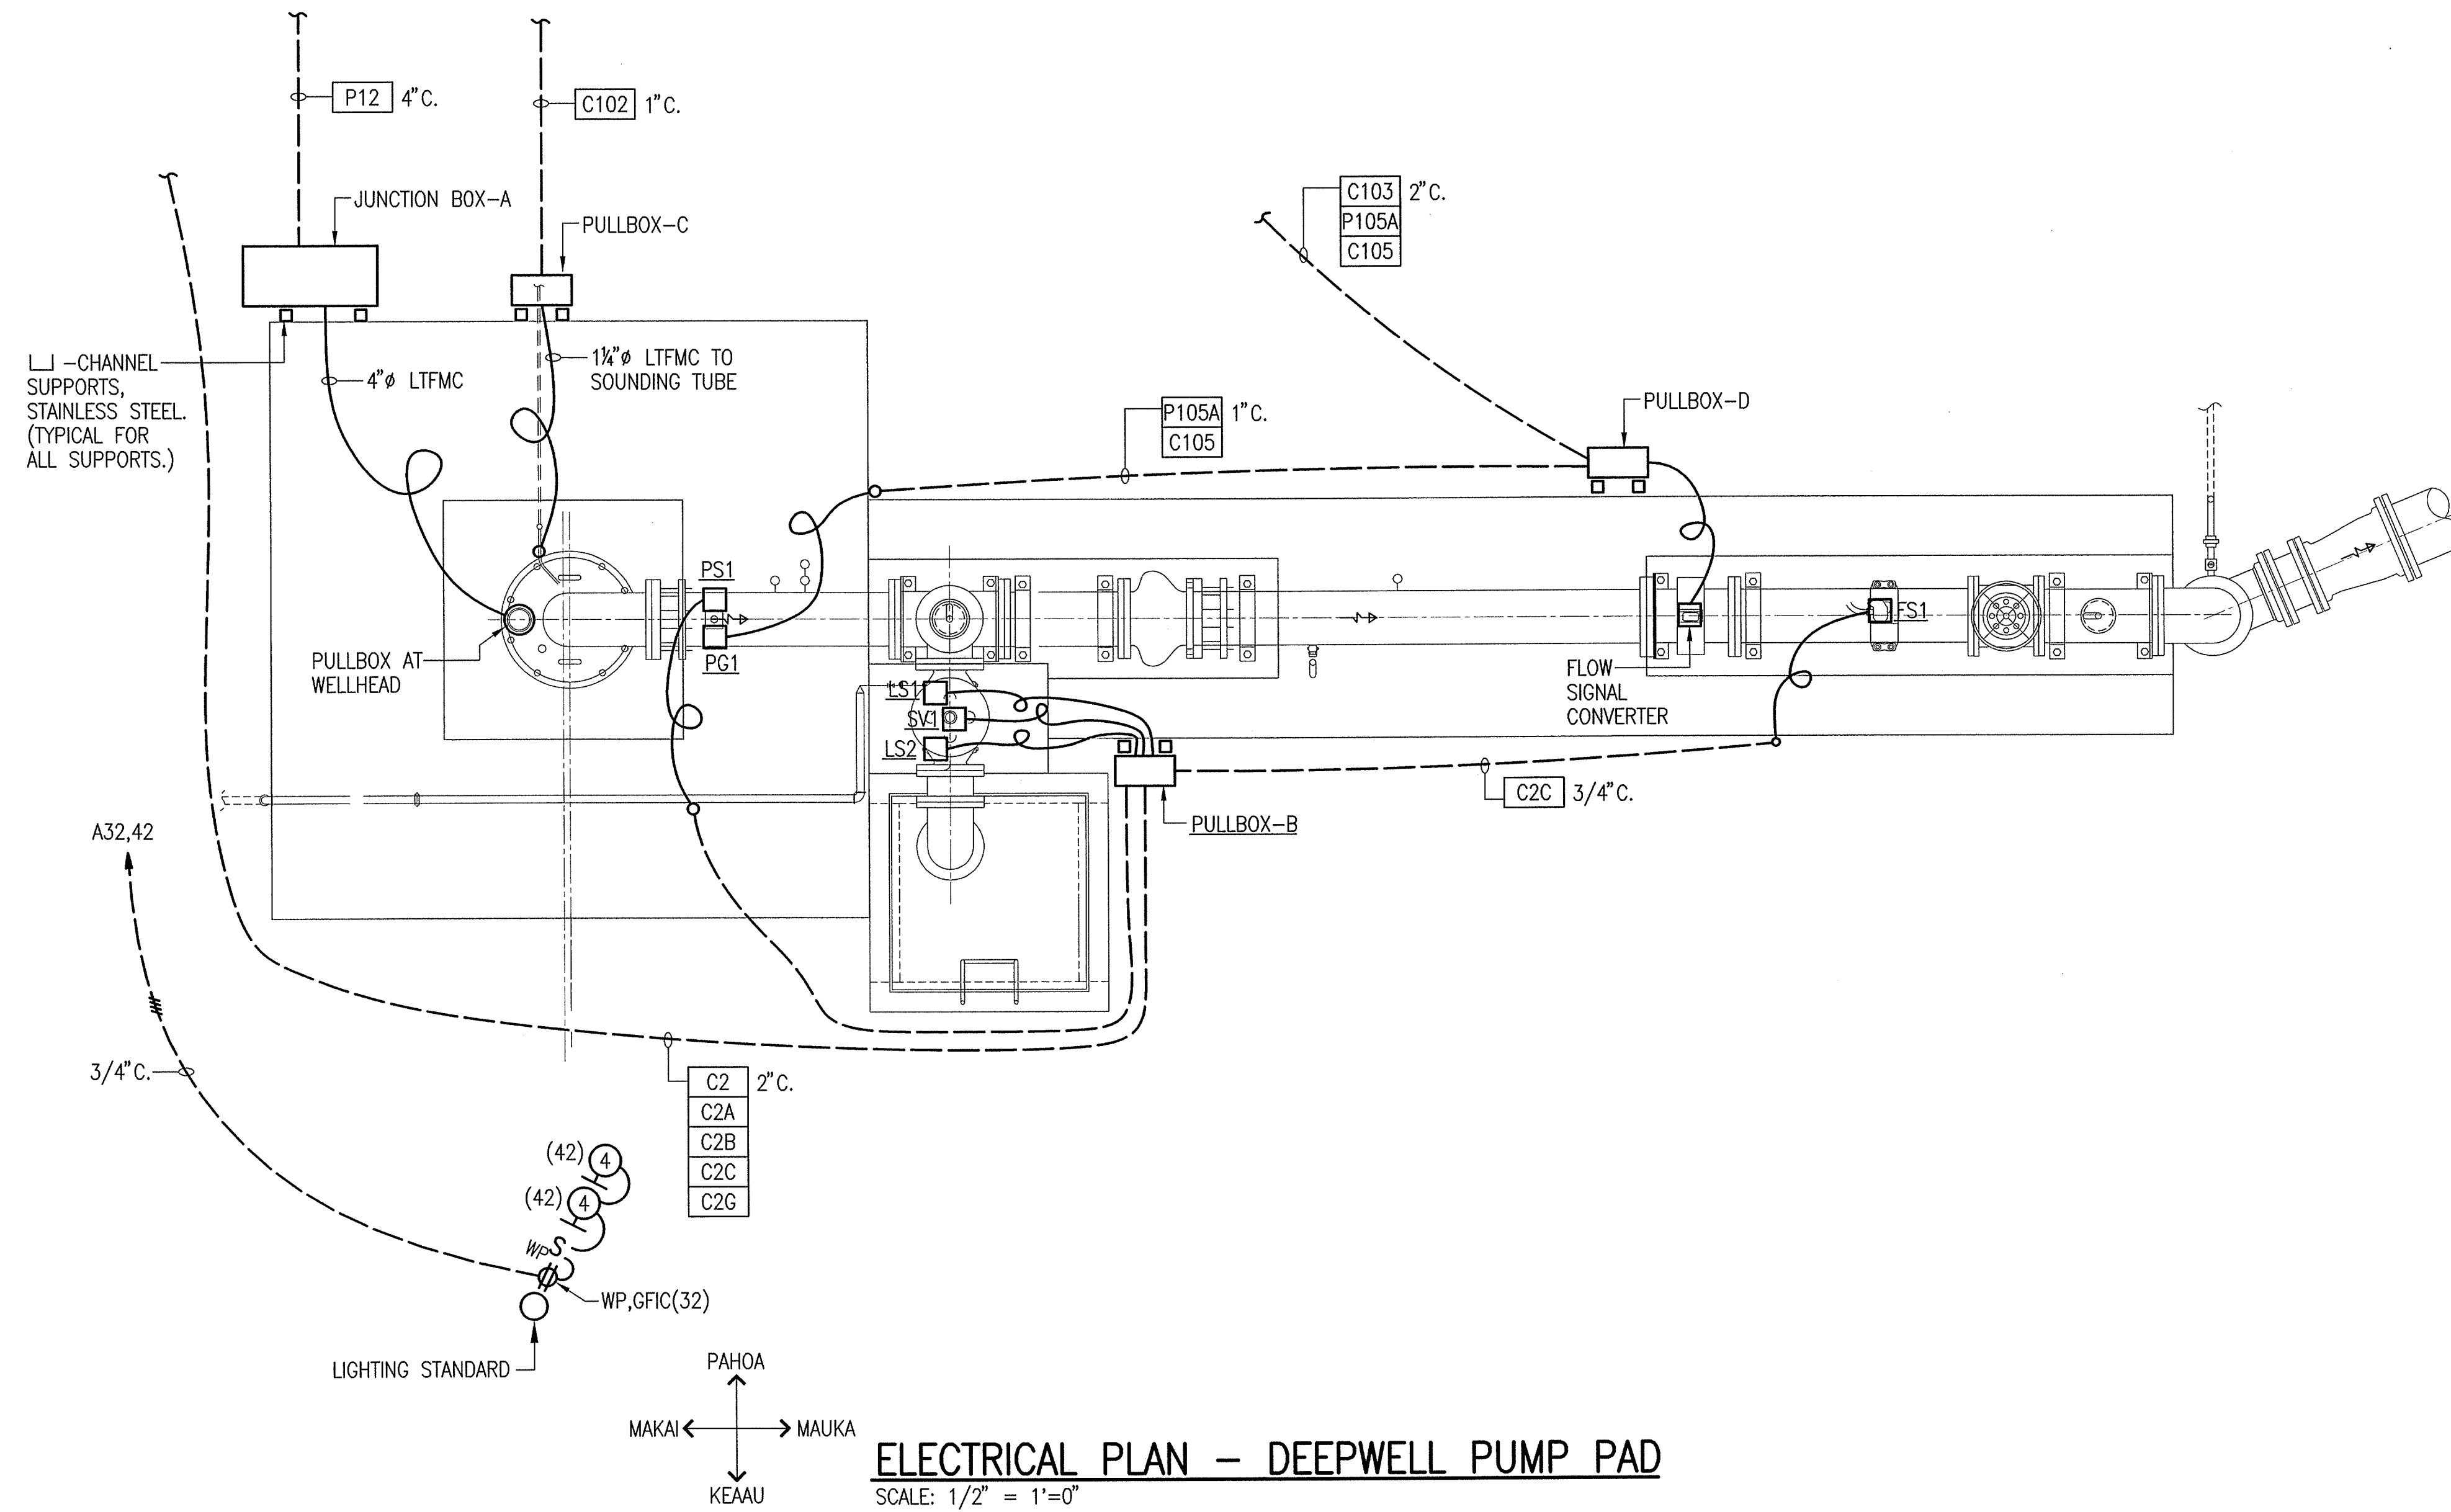 P12 4"C.
C102 1"C.
JUNCTION BOX-A
PULLBOX-C
C103 2"C.
P105A
C105
⊔-CHANNEL
SUPPORTS,
STAINLESS STEEL.
(TYPICAL FOR
ALL SUPPORTS.)
4"ø LTFMC
1¼"ø LTFMC TO
SOUNDING TUBE
P105A 1"C.
C105
PULLBOX-D
PS1
PG1
PULLBOX AT
WELLHEAD
LS1
SV1
LS2
FLOW
SIGNAL
CONVERTER
FS1
C2C 3/4"C.
PULLBOX-B
A32,42
3/4"C.
C2 2"C.
C2A
C2B
C2C
C2G
(42) 4
(42) 4
WP S
WP,GFIC(32)
LIGHTING STANDARD
PAHOA
MAKAI MAUKA
KEAAU
ELECTRICAL PLAN - DEEPWELL PUMP PAD
SCALE: 1/2" = 1'=0"